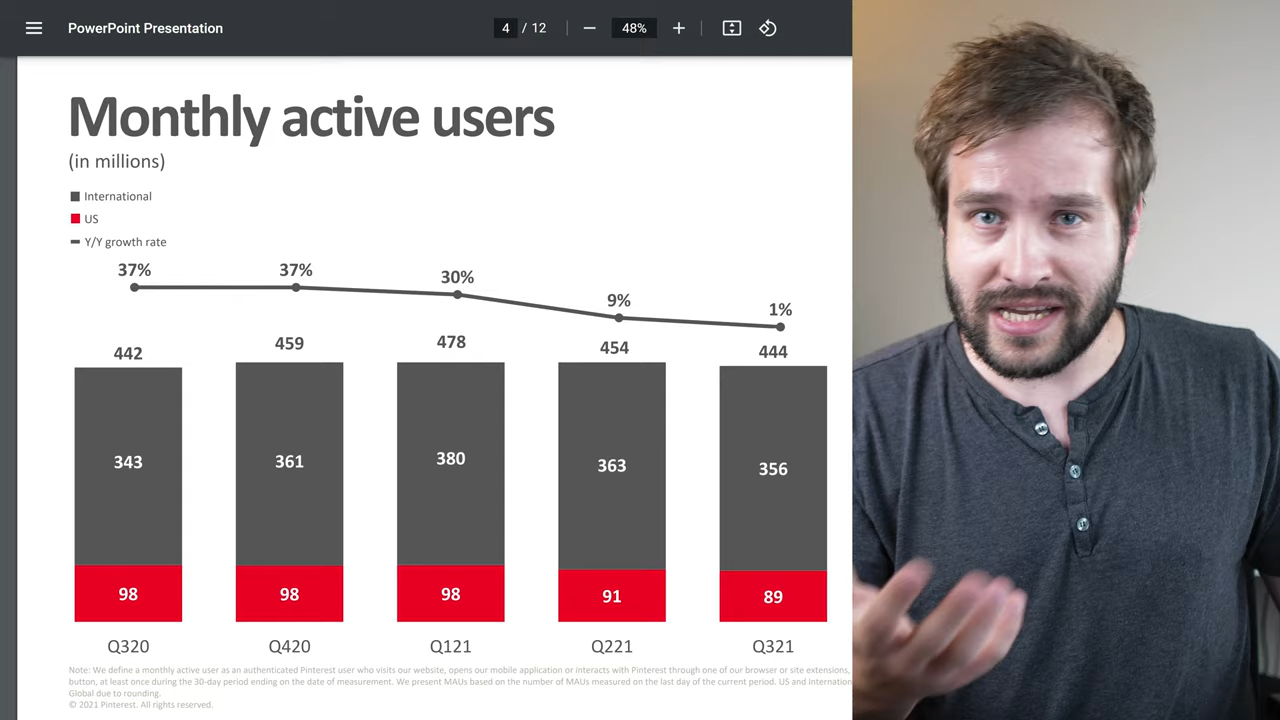 PowerPoint Presentation
4 / 12
48%
Monthly active users
(in millions)
International
US
Y/Y growth rate
37% 37% 30% 9% 1%
442 459 478 454 444
343 361 380 363 356
98 98 98 91 89
Q320 Q420 Q121 Q221 Q321
Note: We define a monthly active user as an authenticated Pinterest user who visits our website, opens our mobile application or interacts with Pinterest through one of our browser or site extensions,
button, at least once during the 30-day period ending on the date of measurement. We present MAUs based on the number of MAUs measured on the last day of the current period. US and Internation
Global due to rounding.
© 2021 Pinterest. All rights reserved.